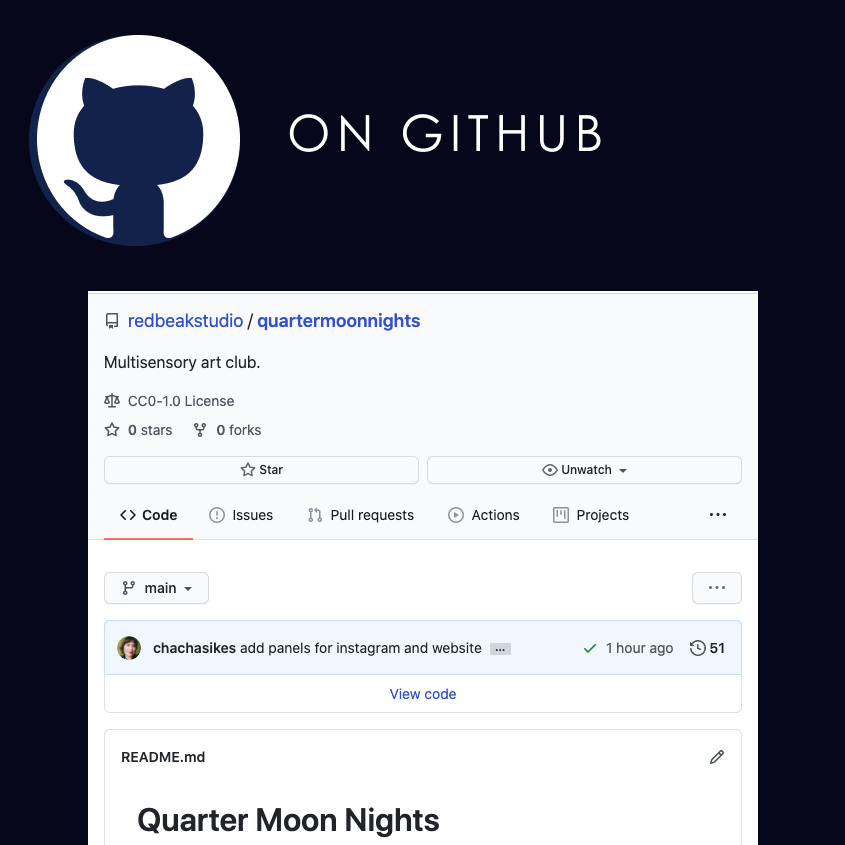 ON GITHUB
redbeakstudio / quartermoonnights
Multisensory art club.
CC0-1.0 License
0 stars 0 forks
Star Unwatch
Code Issues Pull requests Actions Projects ...
main ...
chachasikes add panels for instagram and website ... 1 hour ago 51
View code
README.md
Quarter Moon Nights